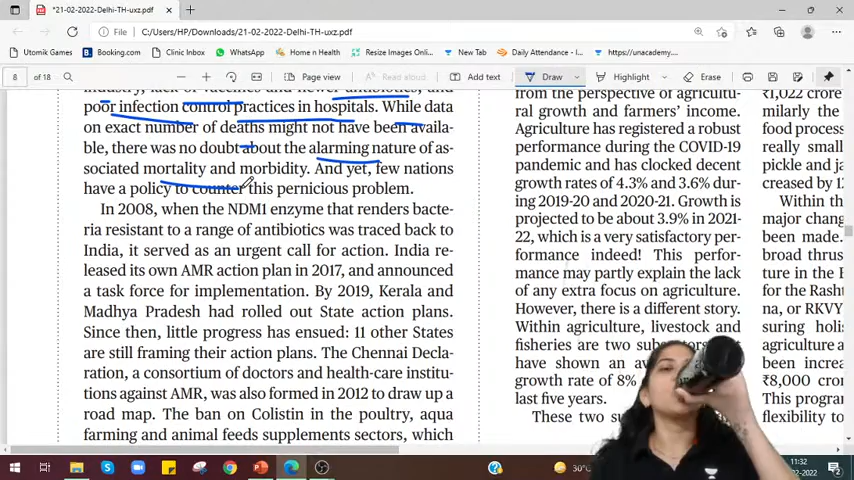 *21-02-2022-Delhi-TH-uxz.pdf
File C:/Users/HP/Downloads/21-02-2022-Delhi-TH-uxz.pdf
Utomik Games Booking.com Clinic Inbox WhatsApp Home n Health Resize Images Onl... New Tab Daily Attendance - I... https://unacademy....
8 of 18 Page view Read aloud Add text Draw Highlight Erase
industry, lack of vaccines and newer antibiotics, and
poor infection control practices in hospitals. While data
on exact number of deaths might not have been availa-
ble, there was no doubt about the alarming nature of as-
sociated mortality and morbidity. And yet, few nations
have a policy to counter this pernicious problem.
In 2008, when the NDM1 enzyme that renders bacte-
ria resistant to a range of antibiotics was traced back to
India, it served as an urgent call for action. India re-
leased its own AMR action plan in 2017, and announced
a task force for implementation. By 2019, Kerala and
Madhya Pradesh had rolled out State action plans.
Since then, little progress has ensued: 11 other States
are still framing their action plans. The Chennai Decla-
ration, a consortium of doctors and health-care institu-
tions against AMR, was also formed in 2012 to draw up a
road map. The ban on Colistin in the poultry, aqua
farming and animal feeds supplements sectors, which
from the perspective of agricultu-
ral growth and farmers' income.
Agriculture has registered a robust
performance during the COVID-19
pandemic and has clocked decent
growth rates of 4.3% and 3.6% dur-
ing 2019-20 and 2020-21. Growth is
projected to be about 3.9% in 2021-
22, which is a very satisfactory per-
formance indeed! This perfor-
mance may partly explain the lack
of any extra focus on agriculture.
However, there is a different story.
Within agriculture, livestock and
fisheries are two
have shown an
growth rate of 8%
last five years.
These two
₹1,022 crore
milarly the
food process
really small
pickle and
increased by
Within the
major chang
been made.
broad thrus
ture in the
for the Rasht
na, or RKVY
suring holis
agriculture
been increa
₹8,000 cror
This program
flexibility to
30°
11:32